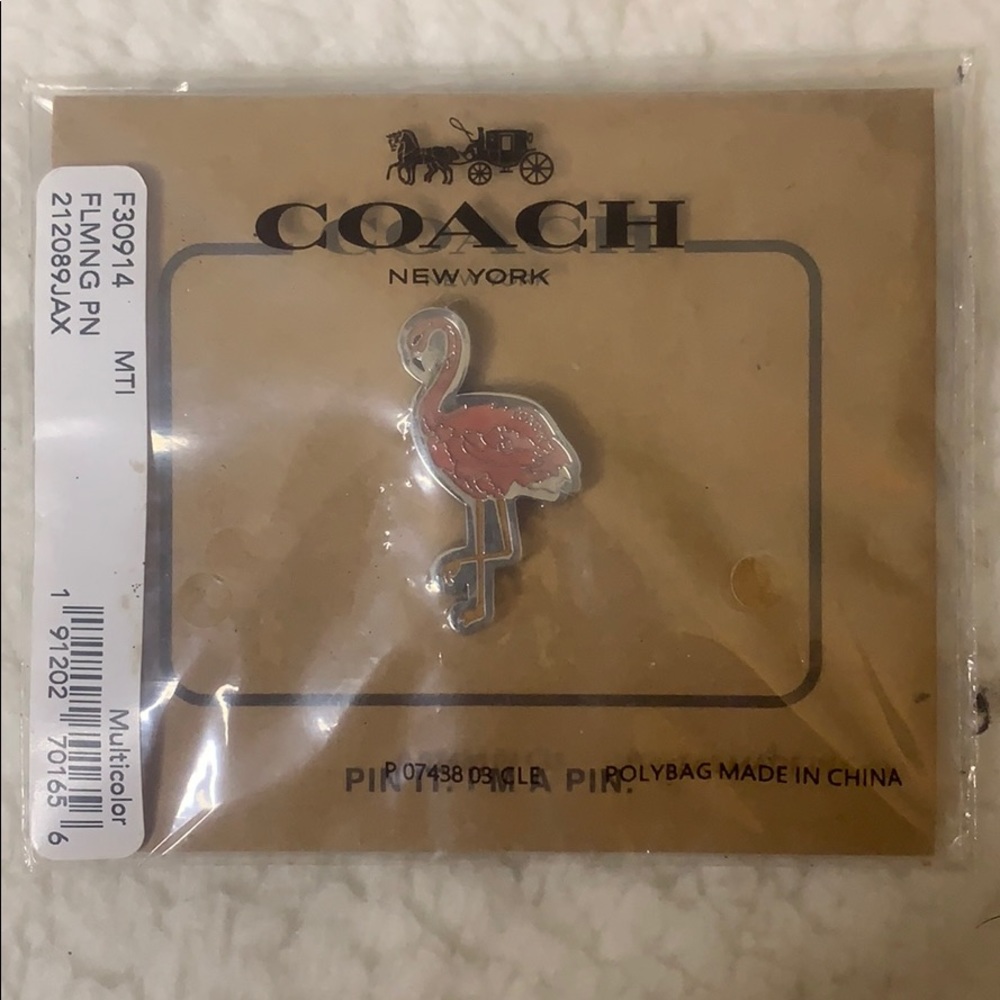 COACH
NEW YORK
F30914 MTI
FLMNG PN
212089JAX
Multicolor
1 91202 70165 6
P 07438 03 GLE POLYBAG MADE IN CHINA
PIN IT. I'M A PIN.